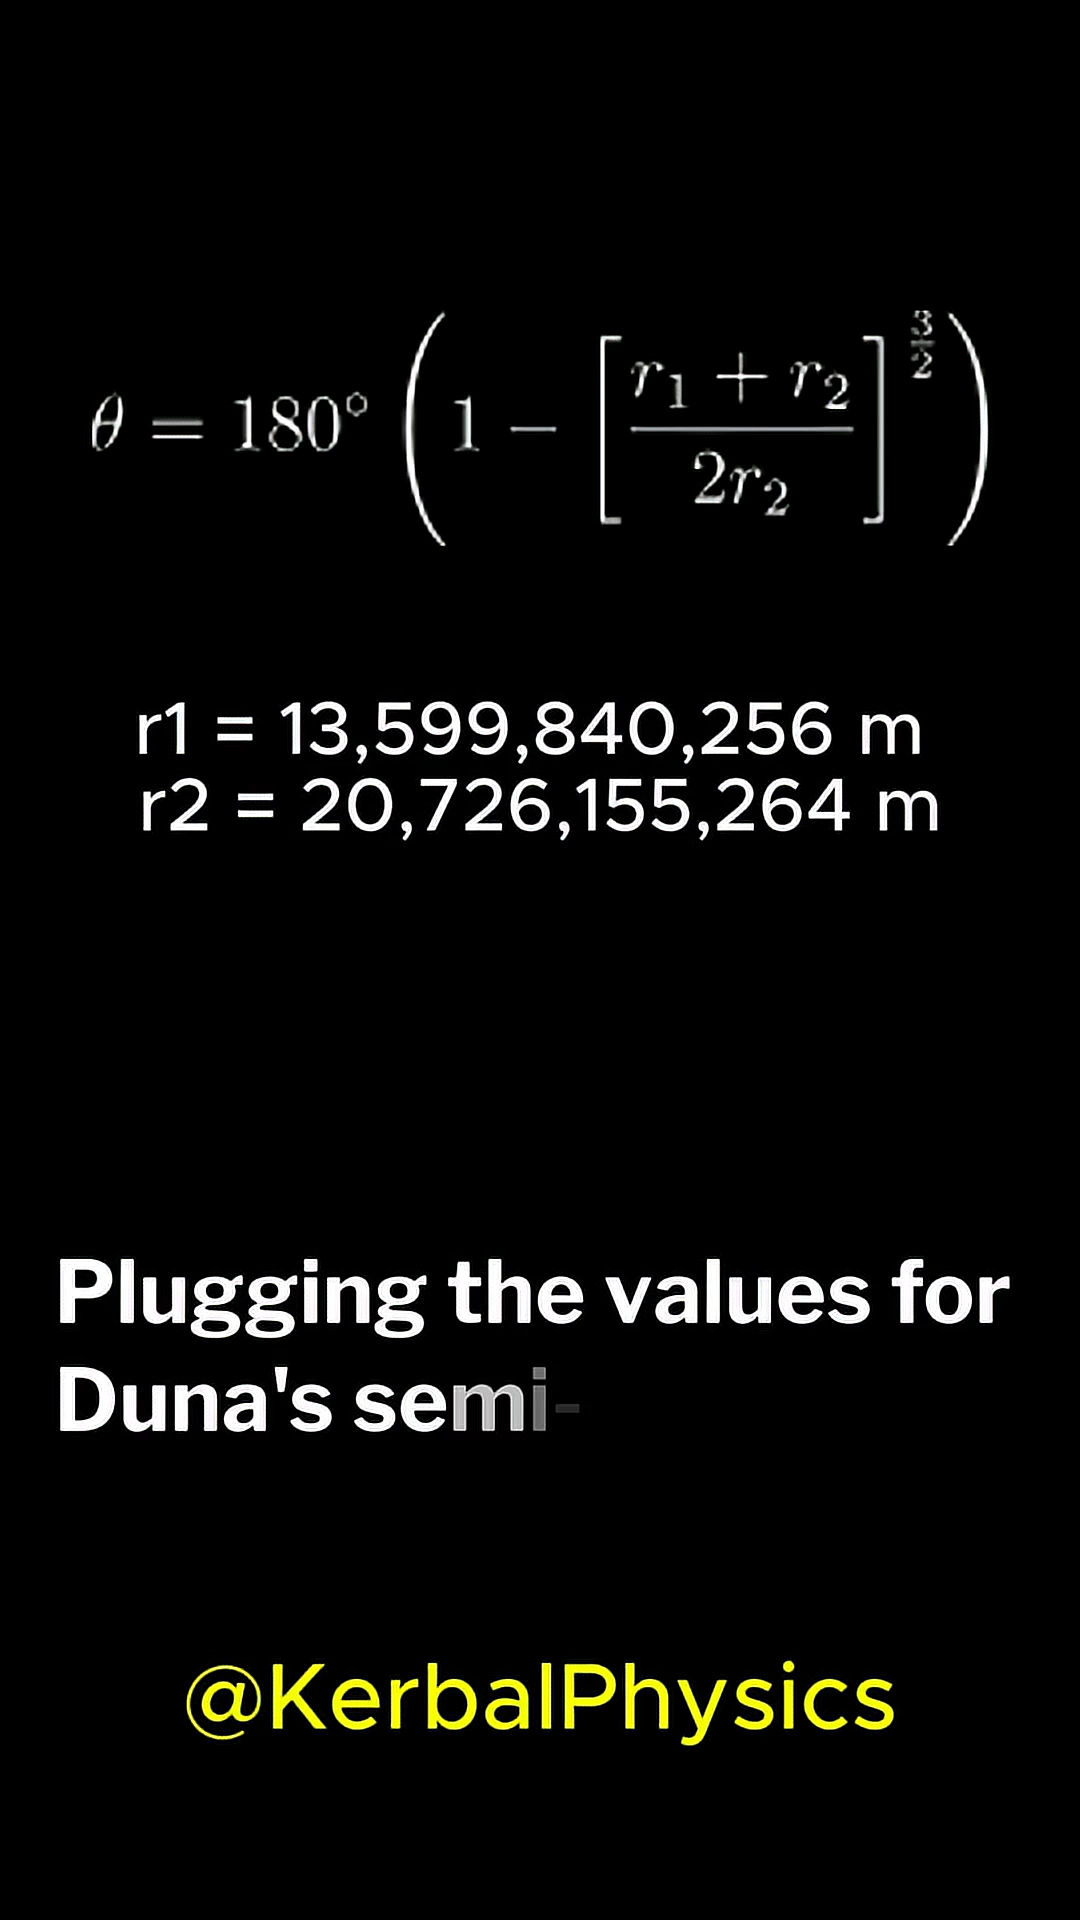 θ = 180° ( 1 − [ (r₁ + r₂) / (2r₂) ]^(3/2) )
r1 = 13,599,840,256 m
r2 = 20,726,155,264 m
Plugging the values for
Duna's semi-
@KerbalPhysics